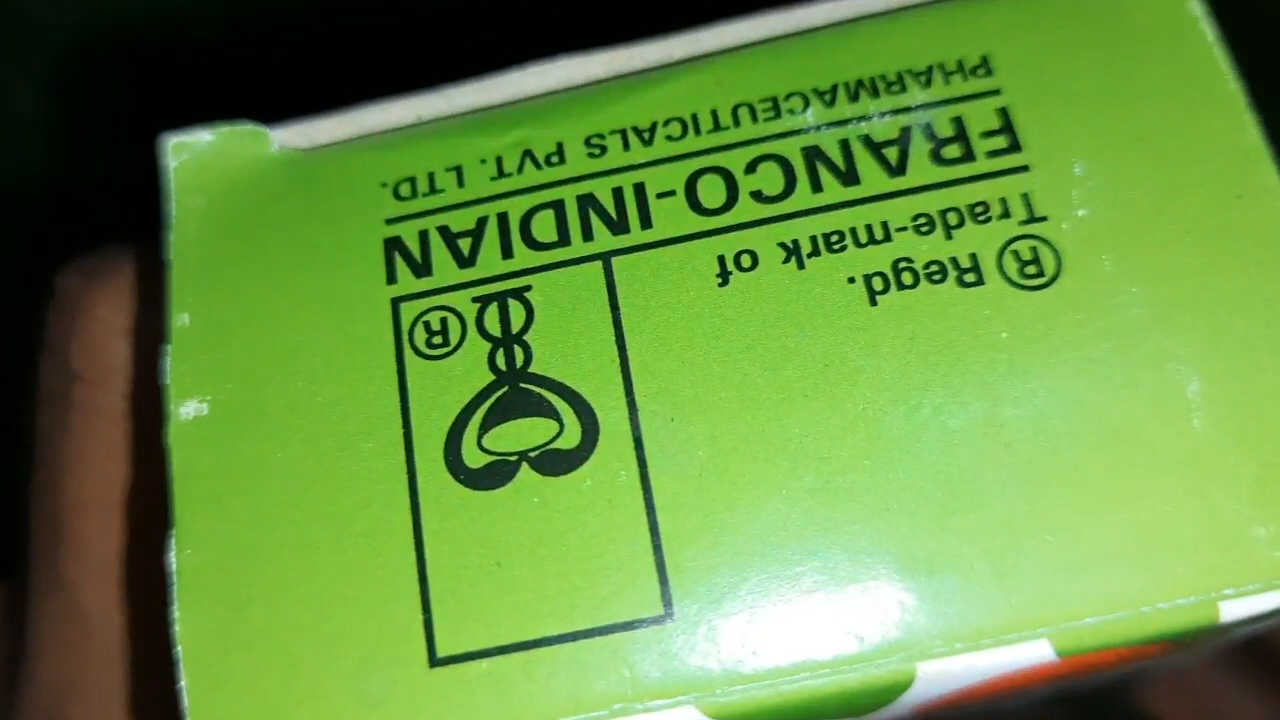 ®
® Regd.
Trade-mark of
FRANCO-INDIAN
PHARMACEUTICALS PVT. LTD.